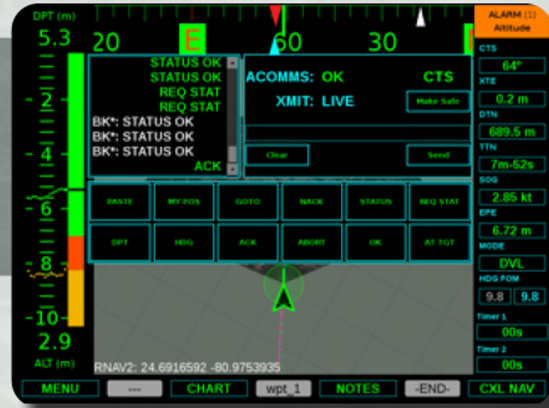 DPT (m)
5.3
20
E
60
30
ALARM (1)
Altitude
STATUS OK
STATUS OK
REQ STAT
REQ STAT
BK*: STATUS OK
BK*: STATUS OK
BK*: STATUS OK
ACK
ACOMMS: OK
CTS
XMIT: LIVE
Make Safe
Clear
Send
PASTE
MY-POS
GOTO
NACK
STATUS
REQ STAT
DPT
HDG
ACK
ABORT
OK
AT TGT
- 2 -
- 4 -
- 6 -
- 8 -
-10-
2.9
ALT (m)
CTS
64°
XTE
0.2 m
DTN
689.5 m
TTN
7m-52s
SOG
2.85 kt
EPE
6.72 m
MODE
DVL
HDG FOM
9.8 9.8
Timer 1
00s
Timer 2
00s
RNAV2: 24.6916592 -80.9753935
MENU
---
CHART
wpt_1
NOTES
-END-
CXL NAV